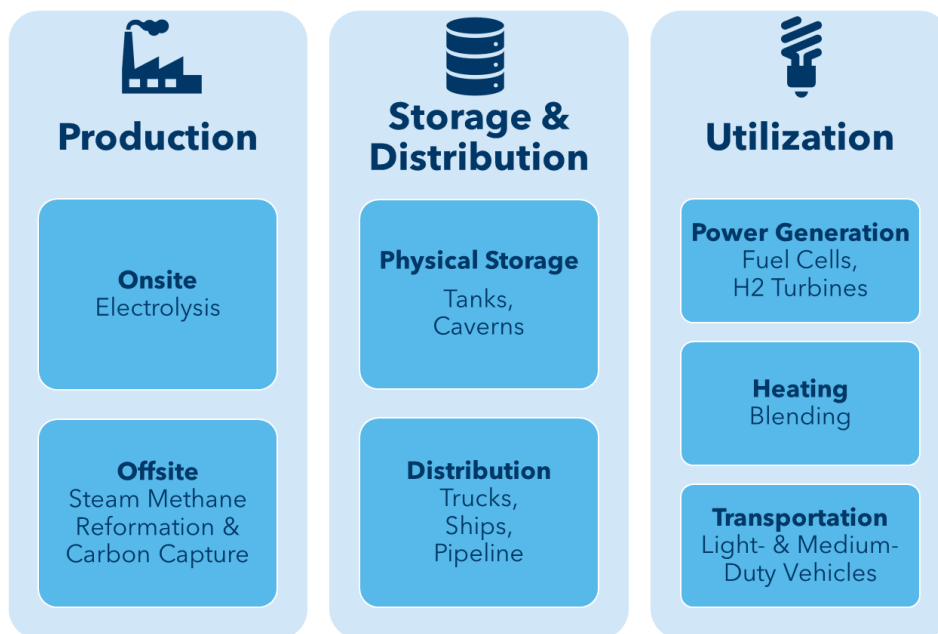 Production
Onsite
Electrolysis
Offsite
Steam Methane
Reformation &
Carbon Capture
Storage &
Distribution
Physical Storage
Tanks,
Caverns
Distribution
Trucks,
Ships,
Pipeline
Utilization
Power Generation
Fuel Cells,
H2 Turbines
Heating
Blending
Transportation
Light- & Medium-
Duty Vehicles